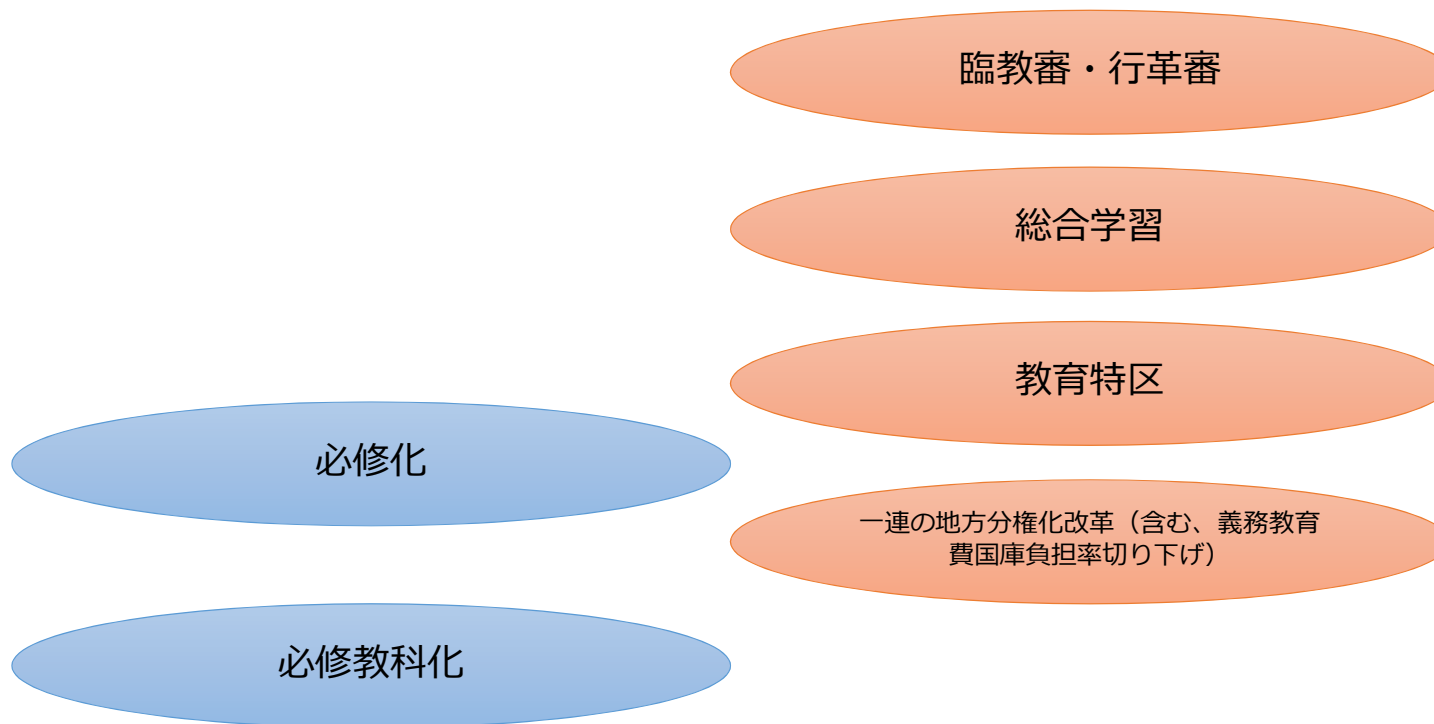 臨教審・行革審
総合学習
教育特区
必修化
一連の地方分権化改革（含む、義務教育
費国庫負担率切り下げ）
必修教科化